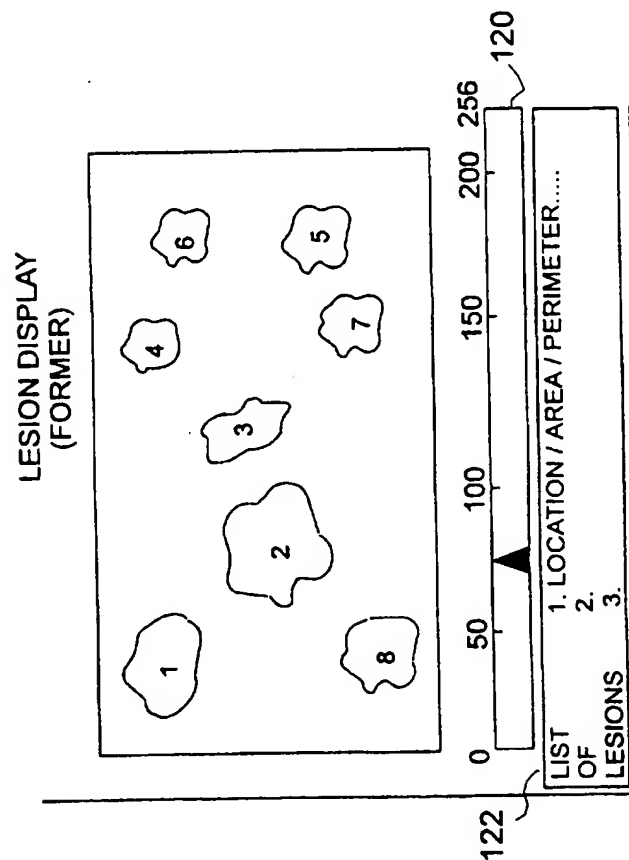 LESION DISPLAY
(FORMER)
1
2
3
4
5
6
7
8
0 50 100 150 200 256
120
122
LIST
OF
LESIONS
1. LOCATION / AREA / PERIMETER.....
2.
3.